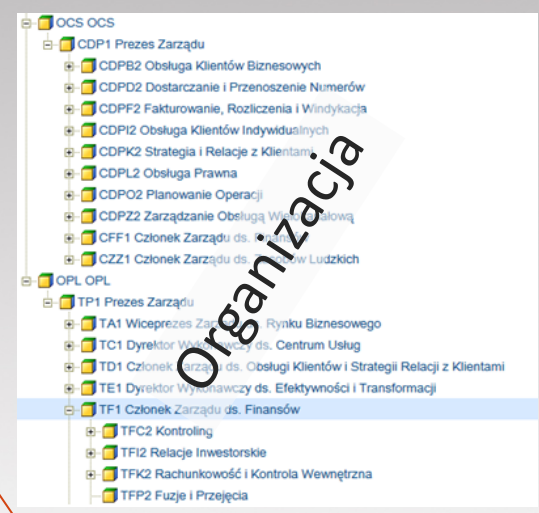 OCS OCS
CDP1 Prezes Zarządu
CDPB2 Obsługa Klientów Biznesowych
CDPD2 Dostarczanie i Przenoszenie Numerów
CDPF2 Fakturowanie, Rozliczenia i Windykacja
CDPI2 Obsługa Klientów Indywidualnych
CDPK2 Strategia i Relacje z Klientami
CDPL2 Obsługa Prawna
CDPO2 Planowanie Operacji
CDPZ2 Zarządzanie Obsługą Wielokanałową
CFF1 Członek Zarządu ds. Finansów
CZZ1 Członek Zarządu ds. Zasobów Ludzkich
OPL OPL
TP1 Prezes Zarządu
TA1 Wiceprezes Zarządu ds. Rynku Biznesowego
TC1 Dyrektor Wykonawczy ds. Centrum Usług
TD1 Członek Zarządu ds. Obsługi Klientów i Strategii Relacji z Klientami
TE1 Dyrektor Wykonawczy ds. Efektywności i Transformacji
TF1 Członek Zarządu ds. Finansów
TFC2 Kontroling
TFI2 Relacje Inwestorskie
TFK2 Rachunkowość i Kontrola Wewnętrzna
TFP2 Fuzje i Przejęcia
Organizacja